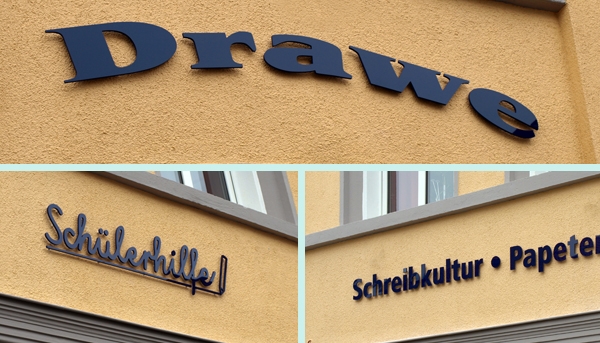 Drawe
Schülerhilfe
Schreibkultur • Papeter